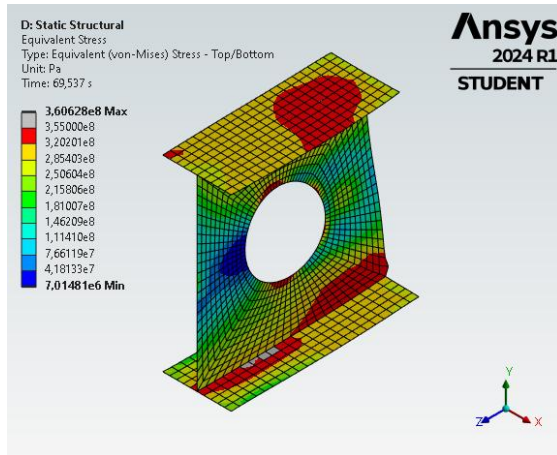 D: Static Structural
Equivalent Stress
Type: Equivalent (von-Mises) Stress - Top/Bottom
Unit: Pa
Time: 69,537 s
3,60628e8 Max
3,55000e8
3,20201e8
2,85403e8
2,50604e8
2,15806e8
1,81007e8
1,46209e8
1,11410e8
7,66119e7
4,18133e7
7,01481e6 Min
Ansys
2024 R1
STUDENT
Y
Z
X